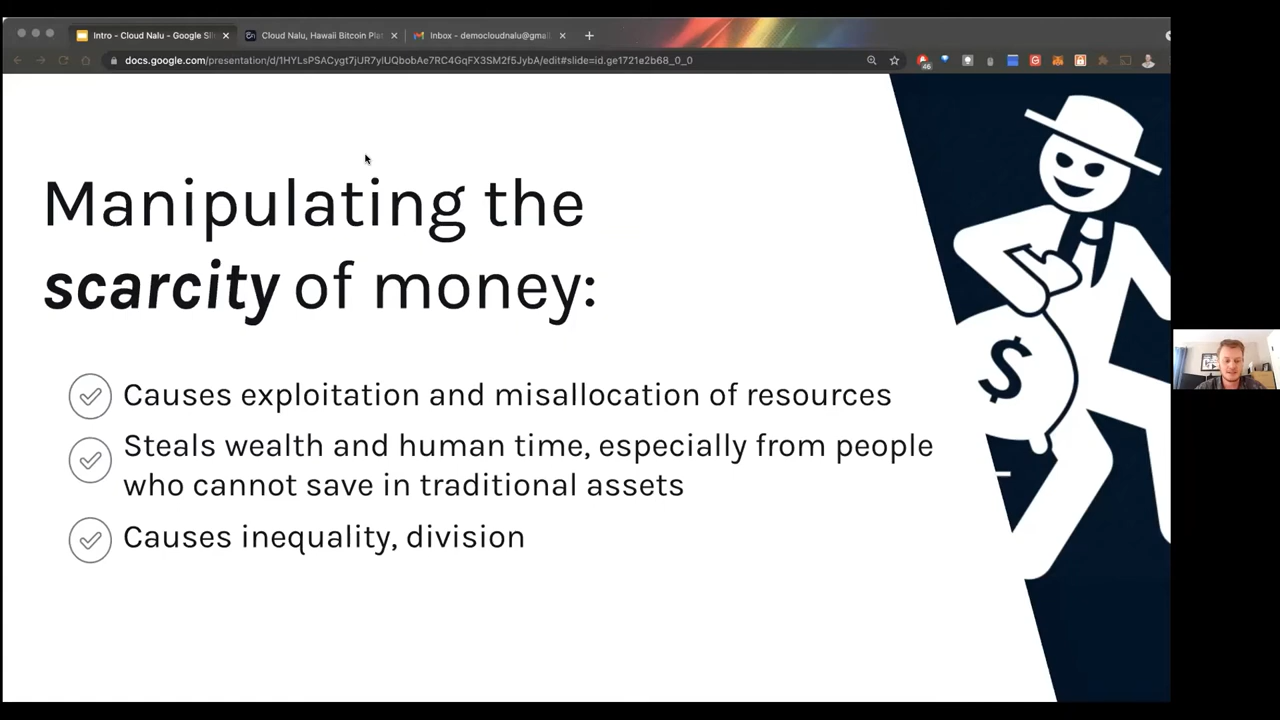 Intro - Cloud Nalu - Google Sli
Cloud Nalu, Hawaii Bitcoin Pla
Inbox - democloudnalu@gmai
docs.google.com/presentation/d/1HYLsPSACygt7jUR7ylUQbobAe7RC4GqFX3SM2f5JybA/edit#slide=id.ge1721e2b68_0_0
46
Manipulating the
scarcity of money:
$
Causes exploitation and misallocation of resources
Steals wealth and human time, especially from people
who cannot save in traditional assets
Causes inequality, division